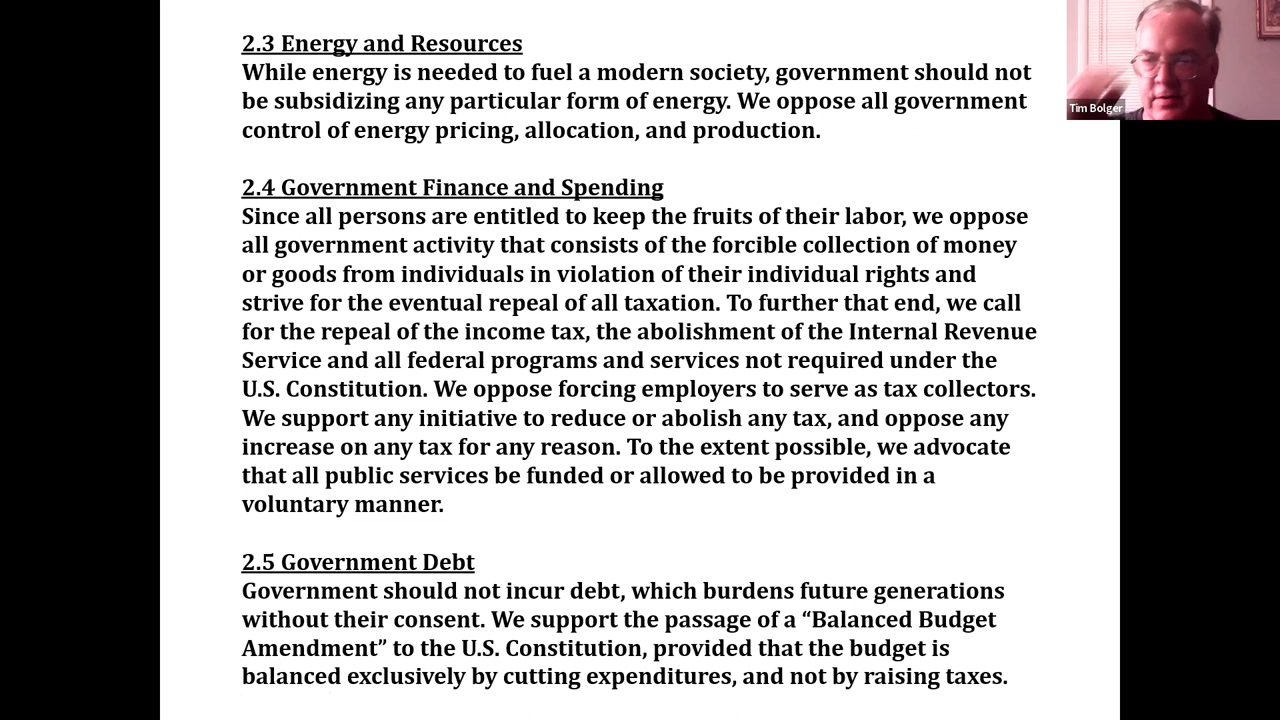 2.3 Energy and Resources
While energy is needed to fuel a modern society, government should not
be subsidizing any particular form of energy. We oppose all government
control of energy pricing, allocation, and production.
2.4 Government Finance and Spending
Since all persons are entitled to keep the fruits of their labor, we oppose
all government activity that consists of the forcible collection of money
or goods from individuals in violation of their individual rights and
strive for the eventual repeal of all taxation. To further that end, we call
for the repeal of the income tax, the abolishment of the Internal Revenue
Service and all federal programs and services not required under the
U.S. Constitution. We oppose forcing employers to serve as tax collectors.
We support any initiative to reduce or abolish any tax, and oppose any
increase on any tax for any reason. To the extent possible, we advocate
that all public services be funded or allowed to be provided in a
voluntary manner.
2.5 Government Debt
Government should not incur debt, which burdens future generations
without their consent. We support the passage of a “Balanced Budget
Amendment” to the U.S. Constitution, provided that the budget is
balanced exclusively by cutting expenditures, and not by raising taxes.
Tim Bolger